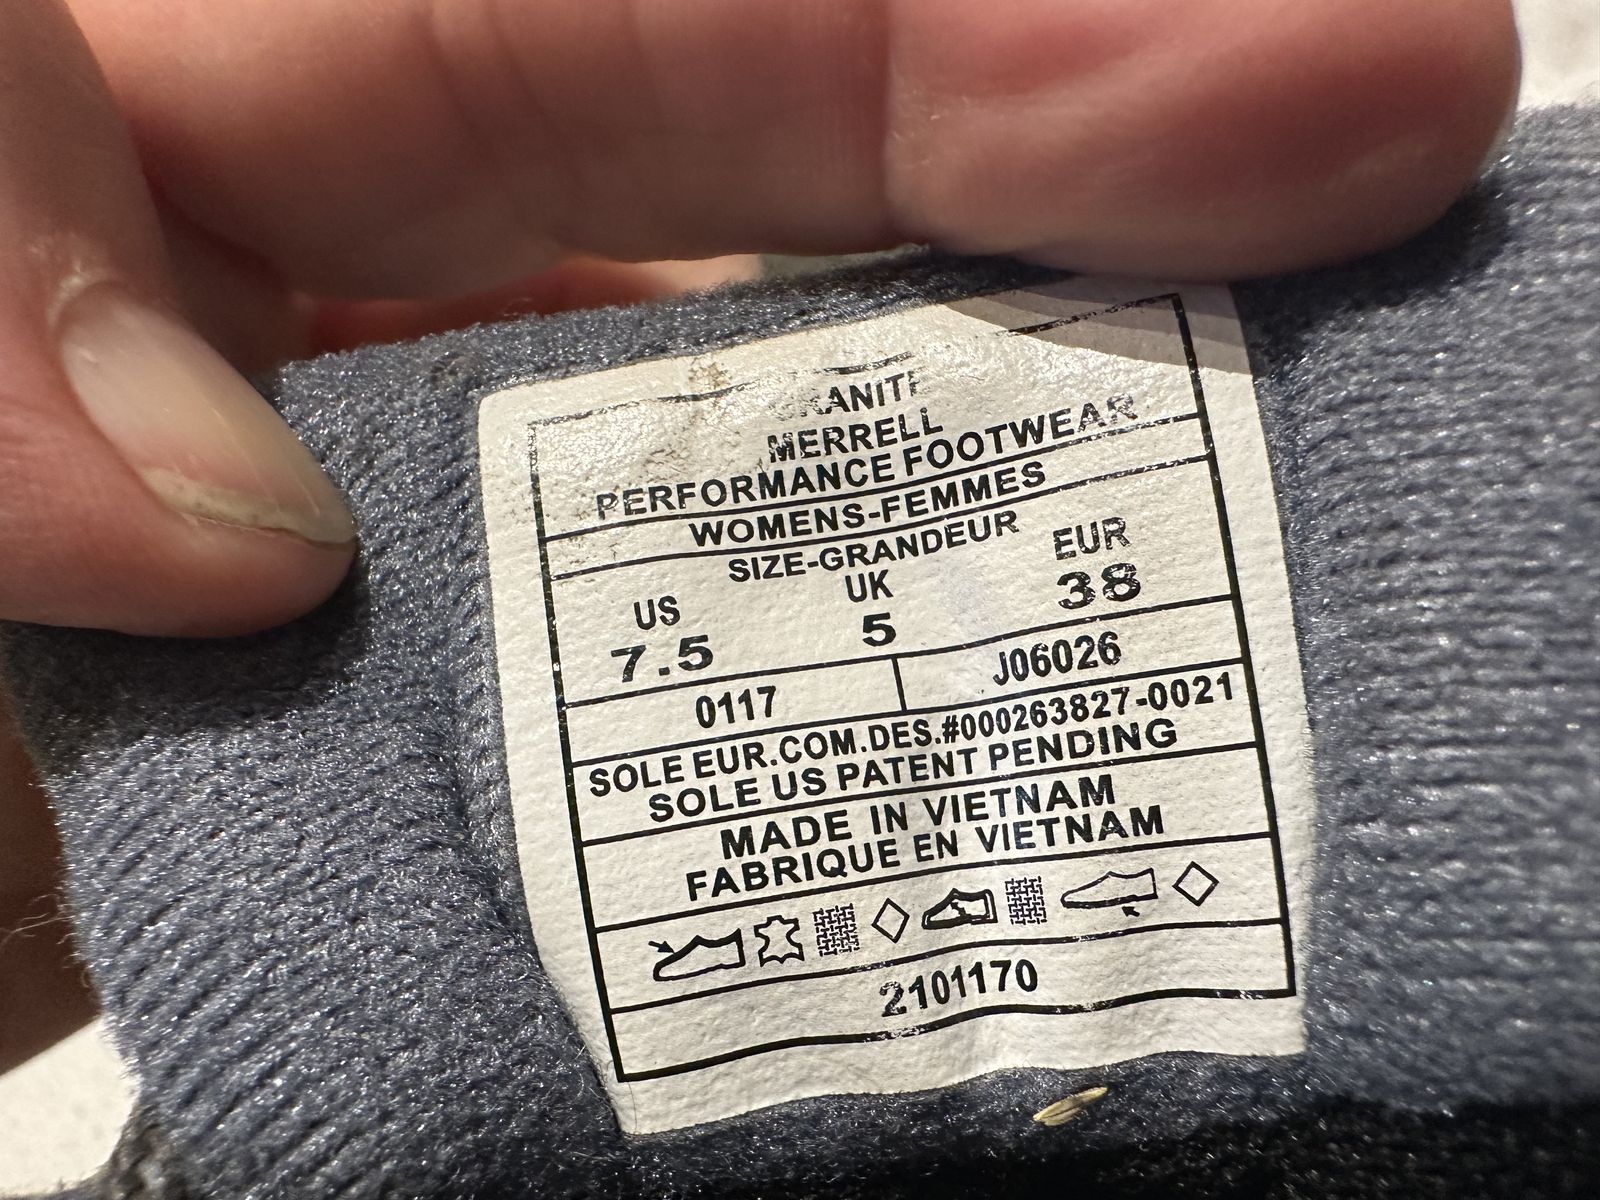 GRANITE
MERRELL
PERFORMANCE FOOTWEAR
WOMENS-FEMMES
SIZE-GRANDEUR
US UK EUR
7.5 5 38
0117 J06026
SOLE EUR.COM.DES.#000263827-0021
SOLE US PATENT PENDING
MADE IN VIETNAM
FABRIQUE EN VIETNAM
2101170